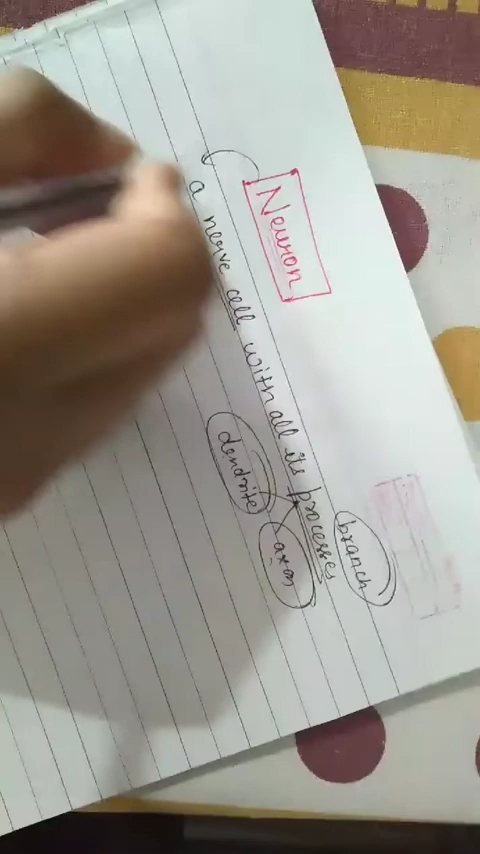 Neuron
a nerve cell with all its processes
branch
dendrite
axon